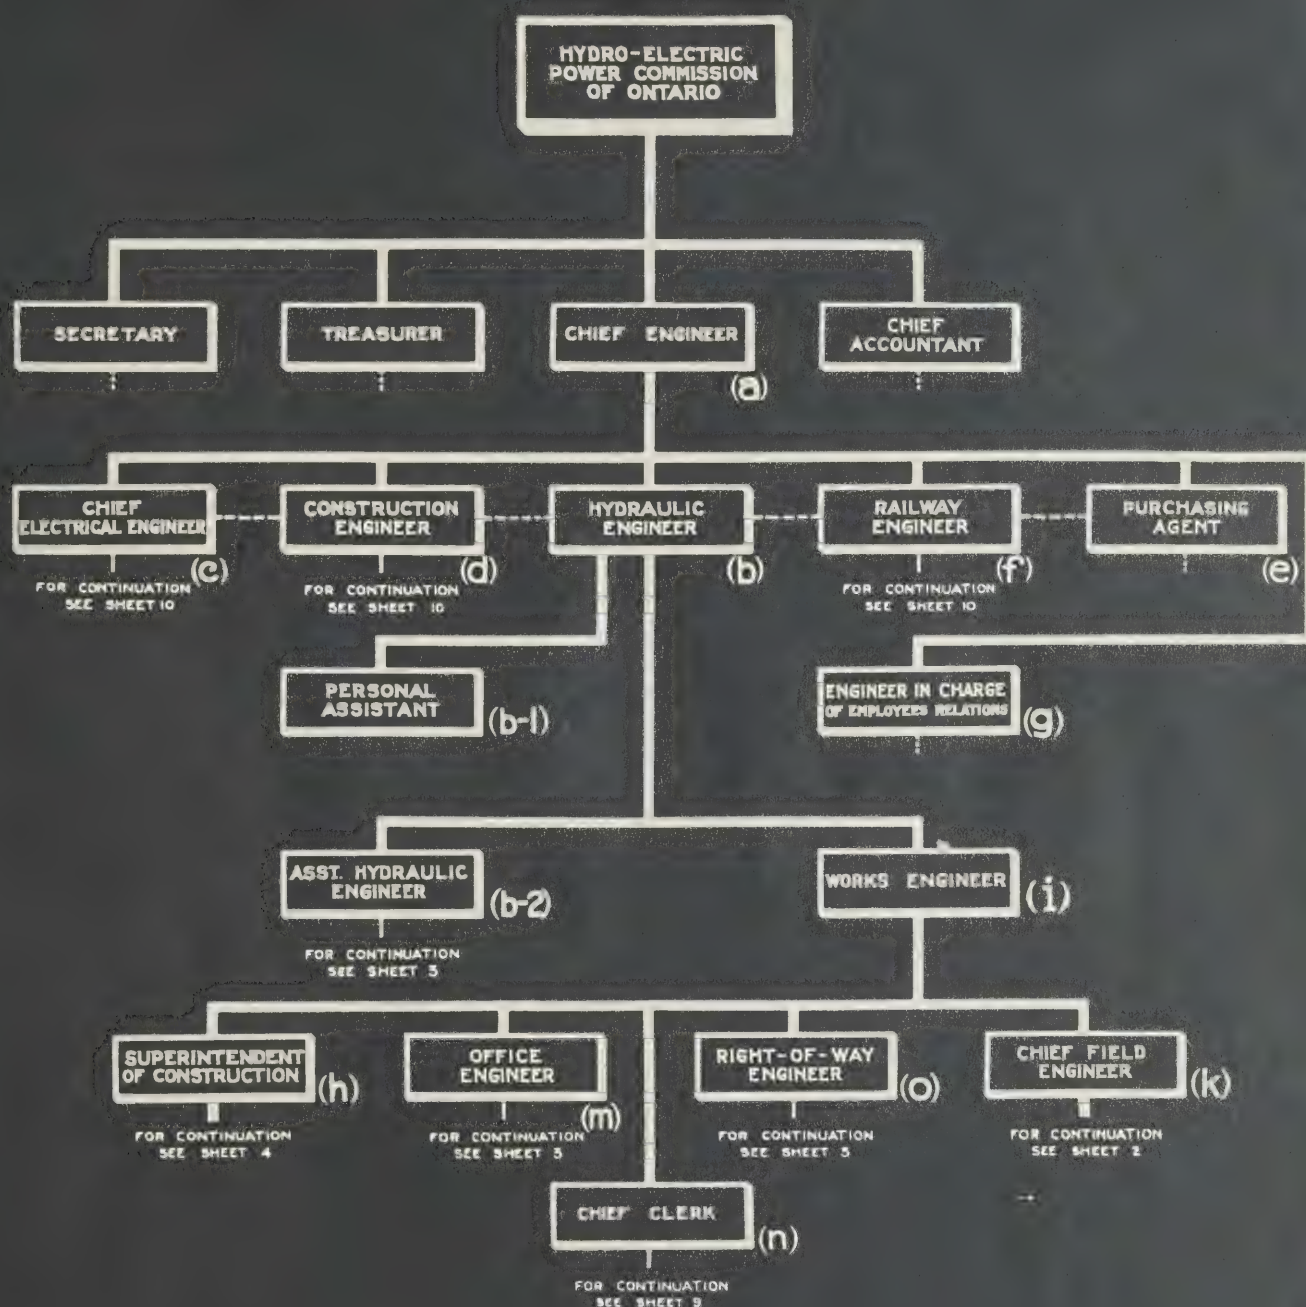 HYDRO-ELECTRIC
POWER COMMISSION
OF ONTARIO
SECRETARY
TREASURER
CHIEF ENGINEER
CHIEF
ACCOUNTANT
(a)
CHIEF
ELECTRICAL ENGINEER
CONSTRUCTION
ENGINEER
HYDRAULIC
ENGINEER
RAILWAY
ENGINEER
PURCHASING
AGENT
(c)
(d)
(b)
(f)
(e)
FOR CONTINUATION
SEE SHEET 10
FOR CONTINUATION
SEE SHEET 10
FOR CONTINUATION
SEE SHEET 10
PERSONAL
ASSISTANT
(b-1)
ENGINEER IN CHARGE
OF EMPLOYEES RELATIONS
(g)
ASST. HYDRAULIC
ENGINEER
(b-2)
WORKS ENGINEER
(i)
FOR CONTINUATION
SEE SHEET 3
SUPERINTENDENT
OF CONSTRUCTION
(h)
OFFICE
ENGINEER
(m)
RIGHT-OF-WAY
ENGINEER
(o)
CHIEF FIELD
ENGINEER
(k)
FOR CONTINUATION
SEE SHEET 4
FOR CONTINUATION
SEE SHEET 3
FOR CONTINUATION
SEE SHEET 5
FOR CONTINUATION
SEE SHEET 2
CHIEF CLERK
(n)
FOR CONTINUATION
SEE SHEET 9